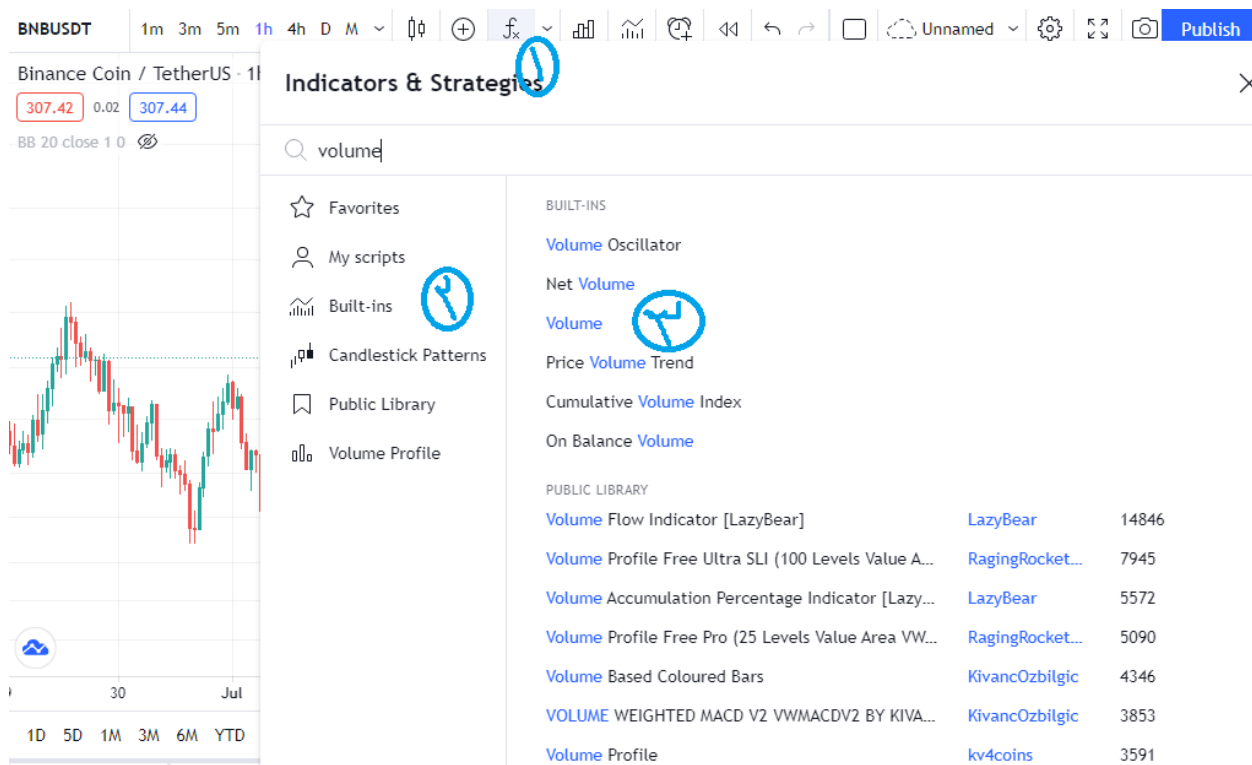 BNBUSDT 1m 3m 5m 1h 4h D M fx Unnamed Publish
Binance Coin / TetherUS · 1h
307.42 0.02 307.44
BB 20 close 1 0
Indicators & Strategies
۱
volume
Favorites
My scripts
Built-ins
۲
Candlestick Patterns
Public Library
Volume Profile
BUILT-INS
Volume Oscillator
Net Volume
Volume
۳
Price Volume Trend
Cumulative Volume Index
On Balance Volume
PUBLIC LIBRARY
Volume Flow Indicator [LazyBear] LazyBear 14846
Volume Profile Free Ultra SLI (100 Levels Value A... RagingRocket... 7945
Volume Accumulation Percentage Indicator [Lazy... LazyBear 5572
Volume Profile Free Pro (25 Levels Value Area VW... RagingRocket... 5090
Volume Based Coloured Bars KivancOzbilgic 4346
VOLUME WEIGHTED MACD V2 VWMACDV2 BY KIVA... KivancOzbilgic 3853
Volume Profile kv4coins 3591
30 Jul
1D 5D 1M 3M 6M YTD